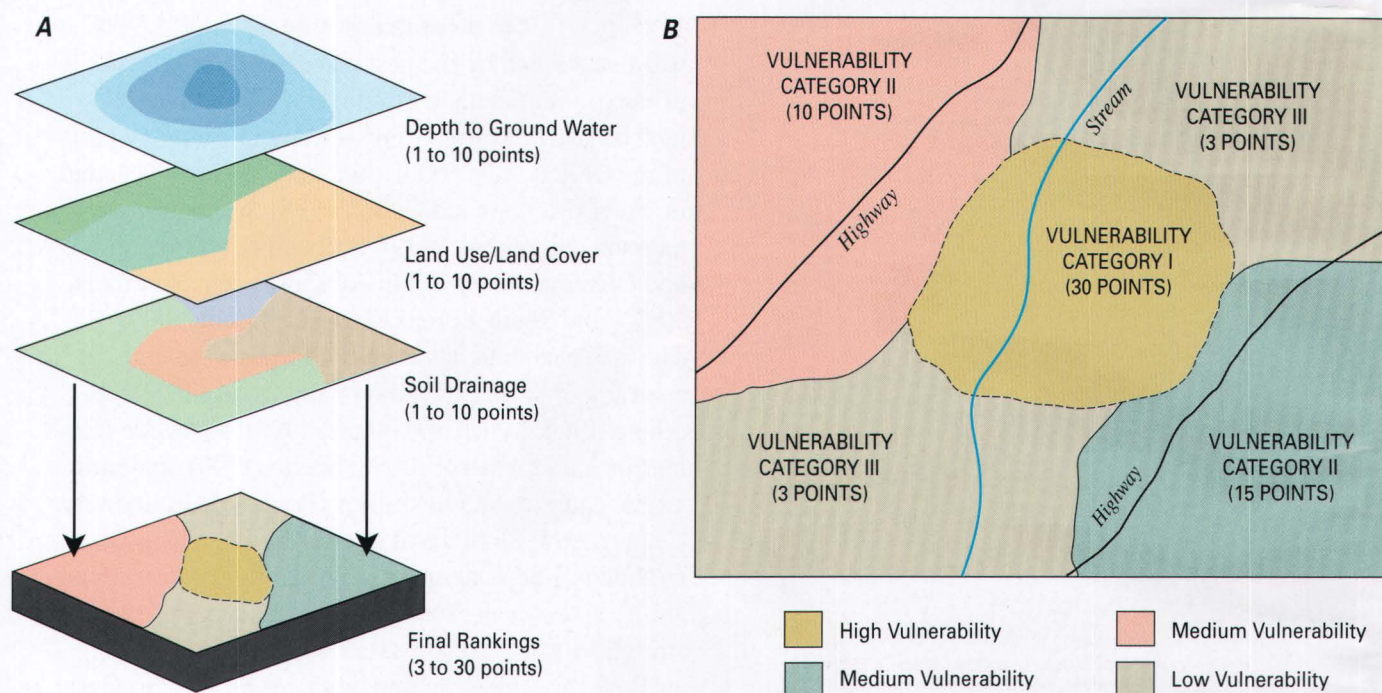 A
Depth to Ground Water
(1 to 10 points)
Land Use/Land Cover
(1 to 10 points)
Soil Drainage
(1 to 10 points)
Final Rankings
(3 to 30 points)
B
VULNERABILITY
CATEGORY II
(10 POINTS)
Highway
Stream
VULNERABILITY
CATEGORY III
(3 POINTS)
VULNERABILITY
CATEGORY I
(30 POINTS)
VULNERABILITY
CATEGORY III
(3 POINTS)
Highway
VULNERABILITY
CATEGORY II
(15 POINTS)
High Vulnerability
Medium Vulnerability
Medium Vulnerability
Low Vulnerability